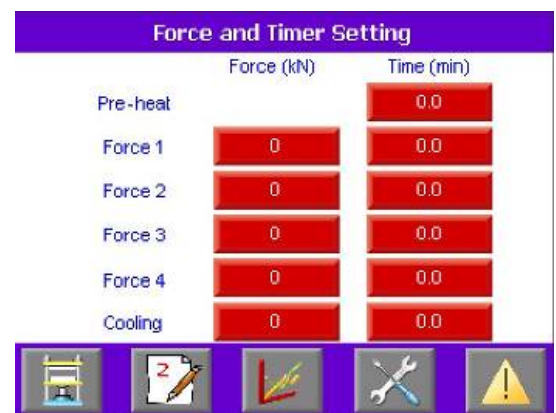 Force and Timer Setting
Force (kN) Time (min)
Pre-heat 0.0
Force 1 0 0.0
Force 2 0 0.0
Force 3 0 0.0
Force 4 0 0.0
Cooling 0 0.0
2